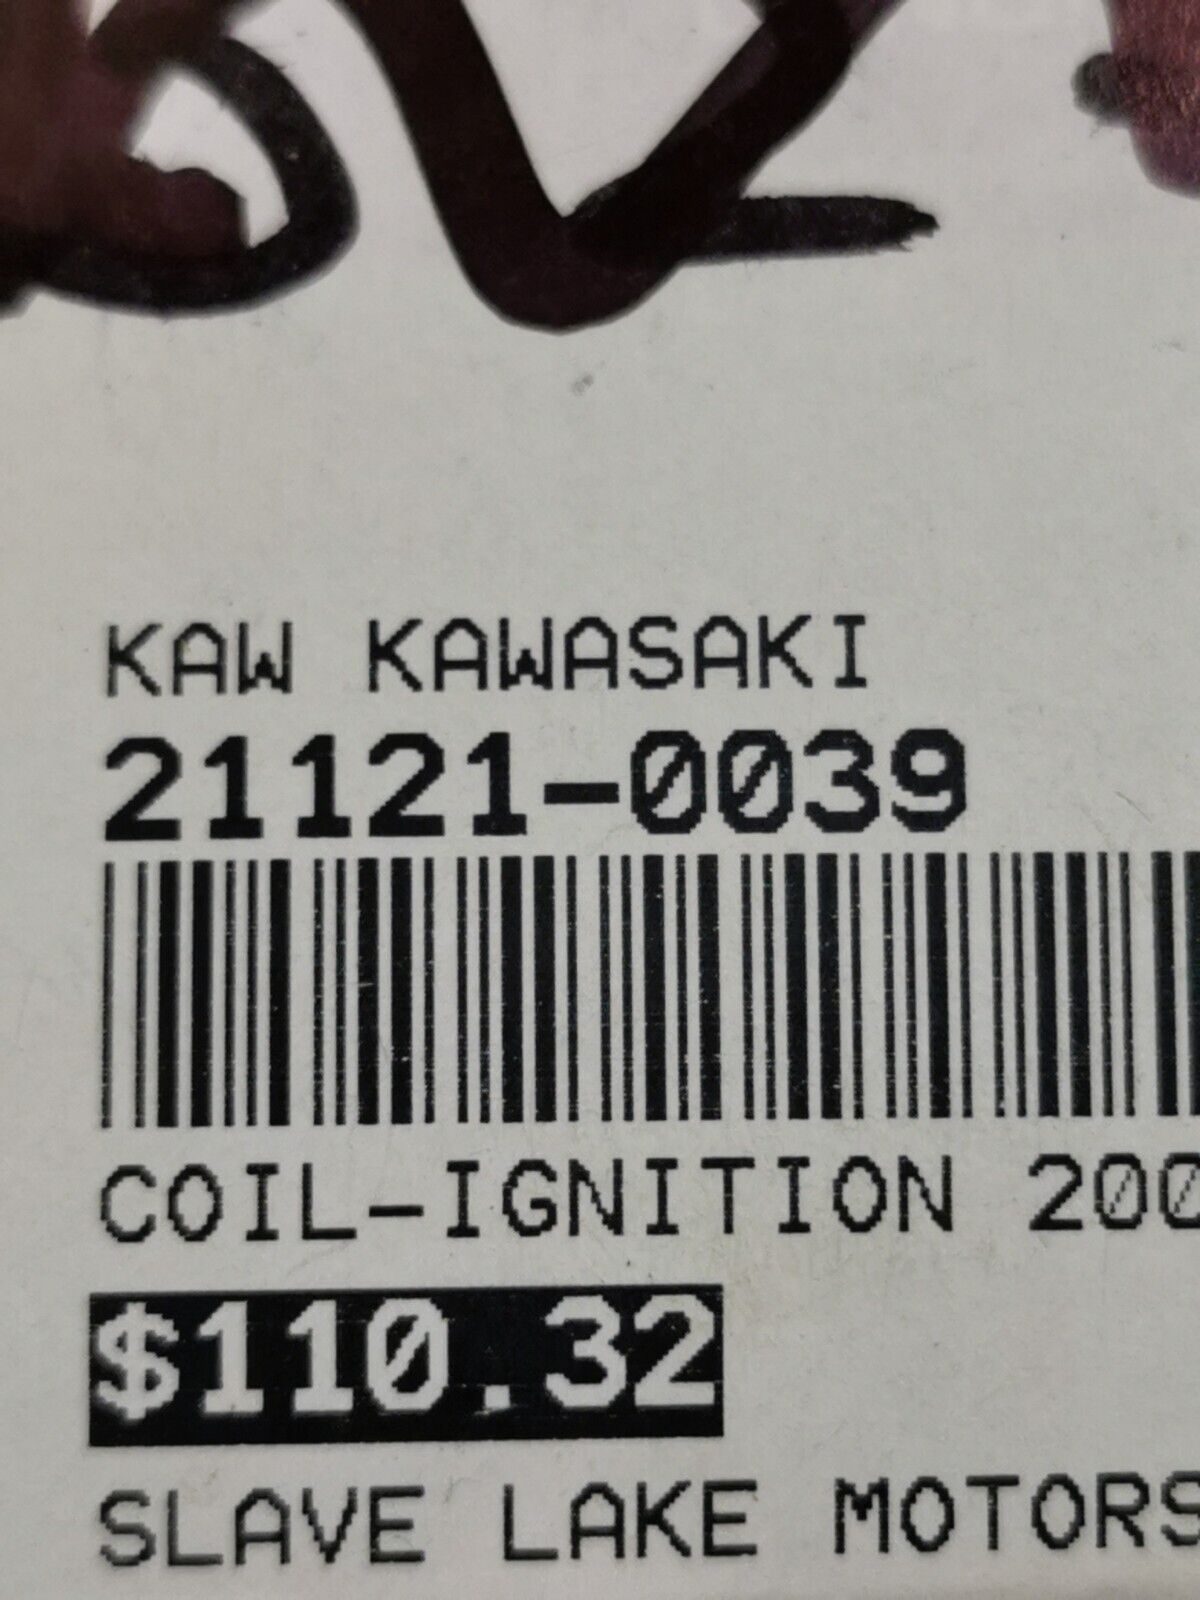 KAW KAWASAKI
21121-0039
COIL-IGNITION 200
$110.32
SLAVE LAKE MOTORS